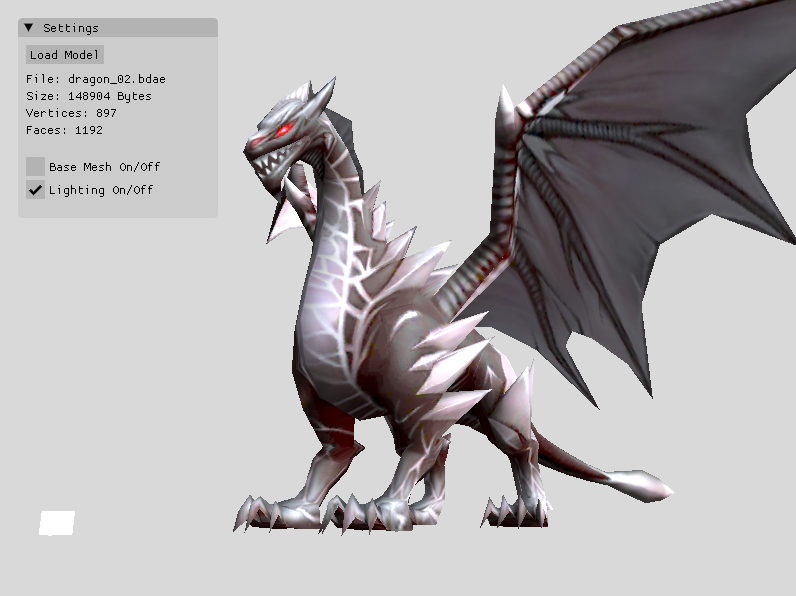 Settings
Load Model
File: dragon_02.bdae
Size: 148904 Bytes
Vertices: 897
Faces: 1192
Base Mesh On/Off
Lighting On/Off